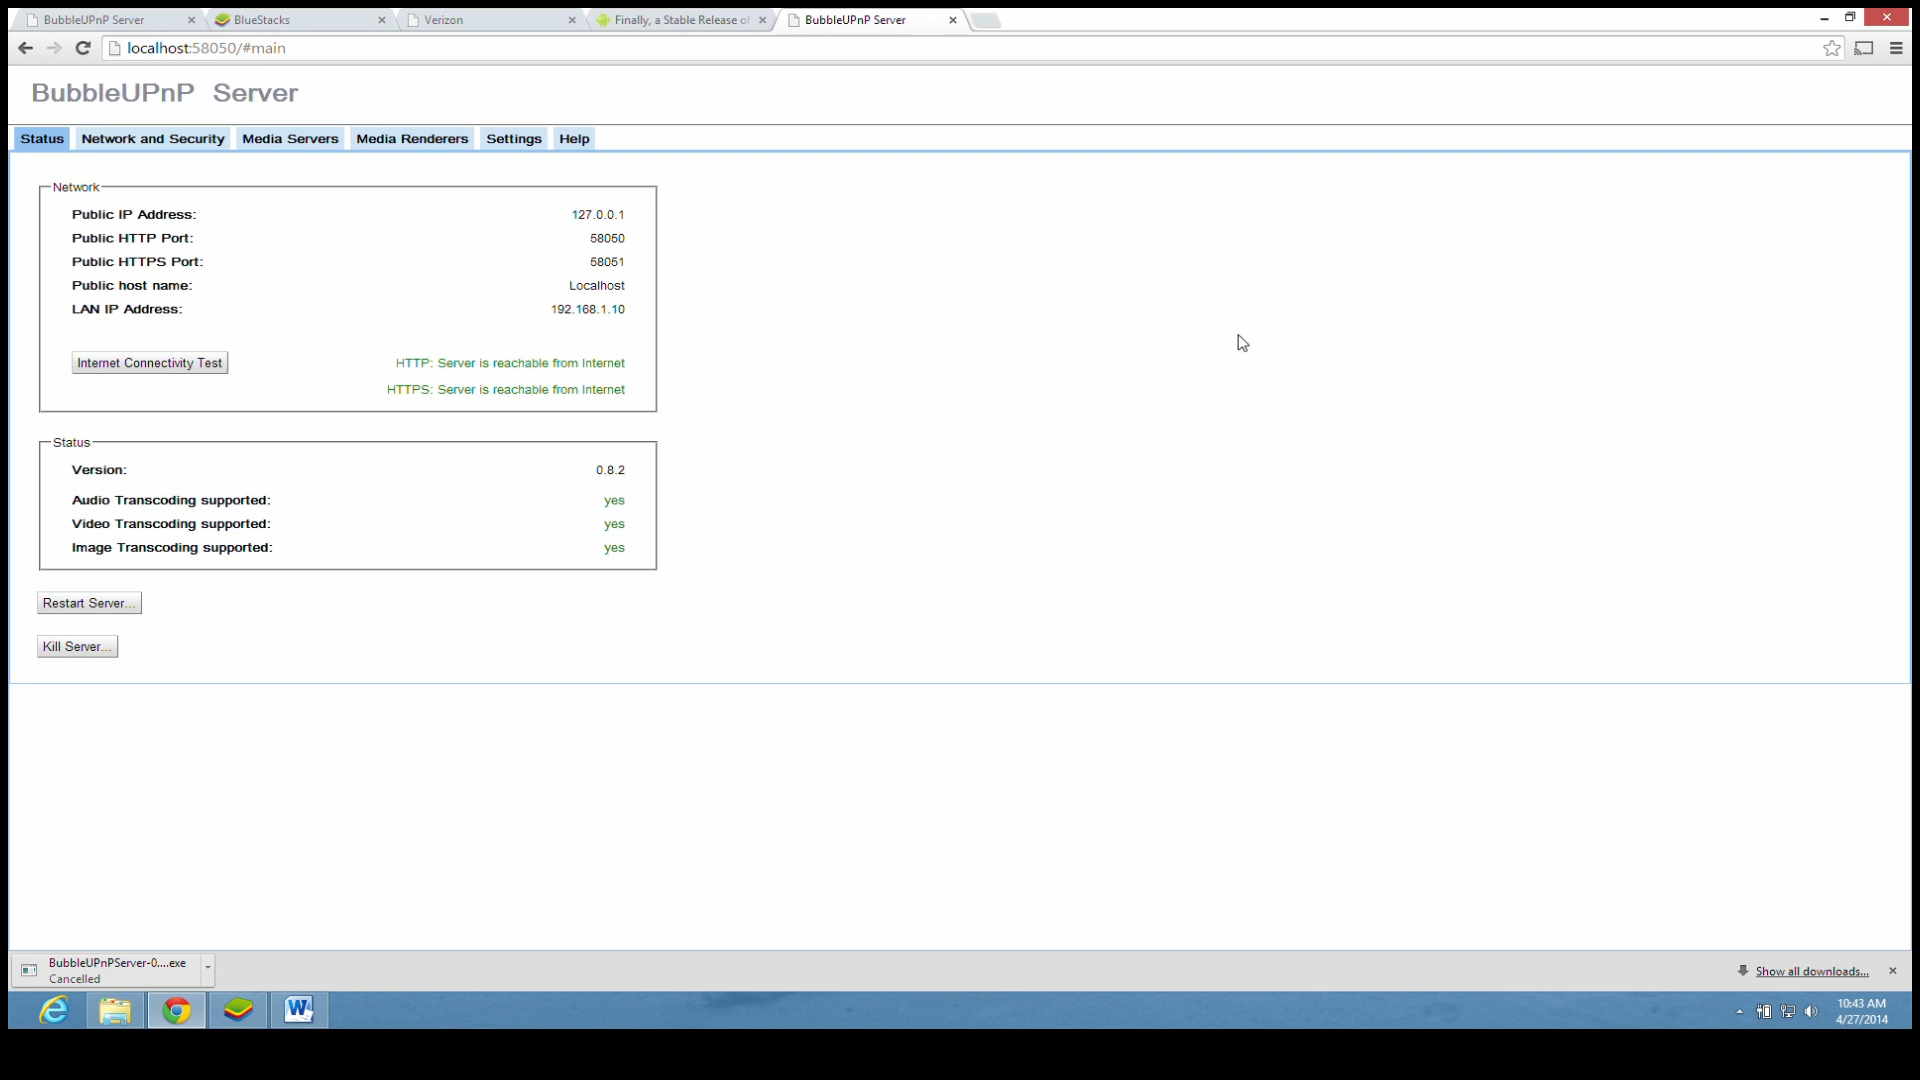 BubbleUPnP Server
BlueStacks
Verizon
Finally, a Stable Release of
BubbleUPnP Server
localhost:58050/#main
BubbleUPnP Server
Status
Network and Security
Media Servers
Media Renderers
Settings
Help
Network
Public IP Address: 127.0.0.1
Public HTTP Port: 58050
Public HTTPS Port: 58051
Public host name: Localhost
LAN IP Address: 192.168.1.10
Internet Connectivity Test
HTTP: Server is reachable from Internet
HTTPS: Server is reachable from Internet
Status
Version: 0.8.2
Audio Transcoding supported: yes
Video Transcoding supported: yes
Image Transcoding supported: yes
Restart Server...
Kill Server...
BubbleUPnPServer-0....exe
Cancelled
Show all downloads...
10:43 AM
4/27/2014